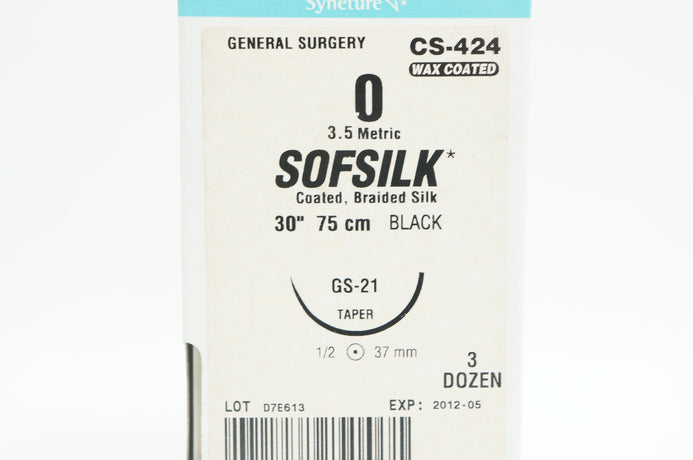 Syneture
GENERAL SURGERY
CS-424
WAX COATED
0
3.5 Metric
SOFSILK*
Coated, Braided Silk
30" 75 cm BLACK
GS-21
TAPER
1/2 37 mm
3
DOZEN
LOT D7E613 EXP: 2012-05